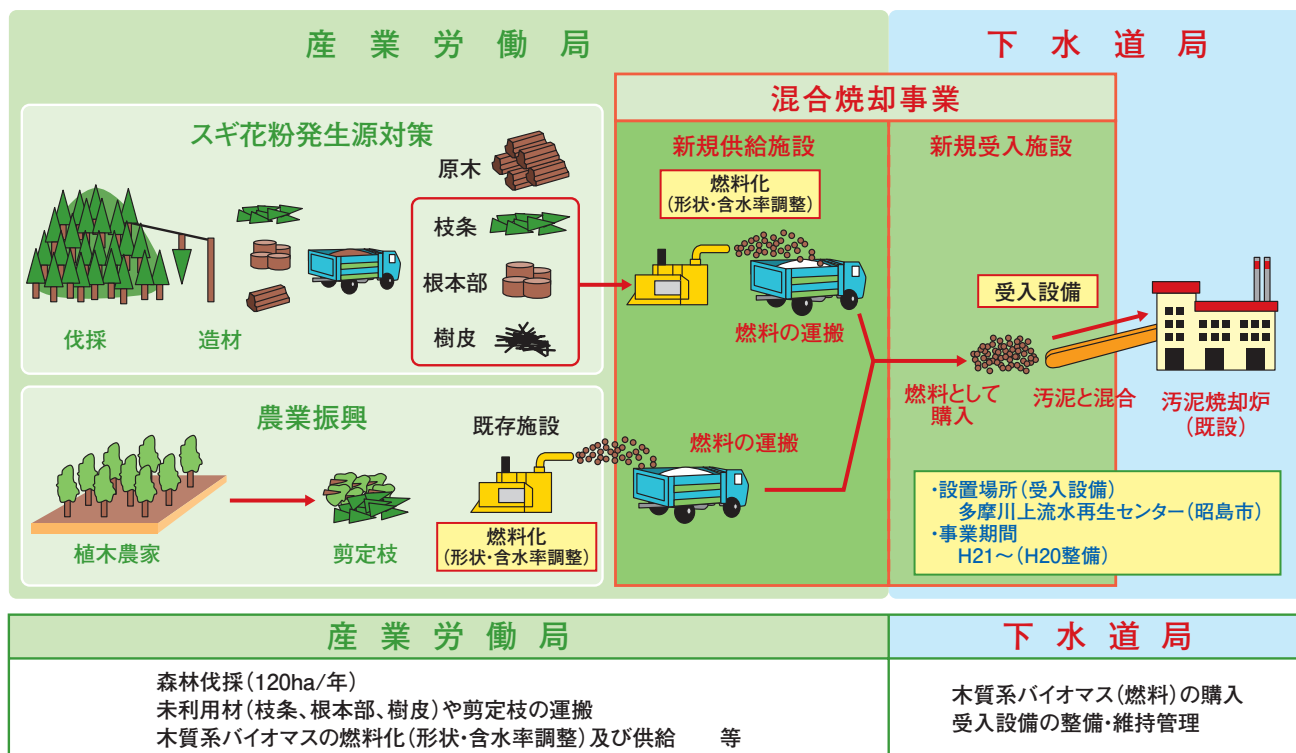 産業労働局
下水道局
混合焼却事業
スギ花粉発生源対策
原木
枝条
根本部
樹皮
伐採
造材
新規供給施設
燃料化
(形状・含水率調整)
燃料の運搬
新規受入施設
受入設備
燃料として
購入
汚泥と混合
汚泥焼却炉
(既設)
農業振興
植木農家
剪定枝
既存施設
燃料化
(形状・含水率調整)
燃料の運搬
・設置場所(受入設備)
多摩川上流水再生センター(昭島市)
・事業期間
H21～(H20整備)
産業労働局
森林伐採(120ha/年)
未利用材(枝条、根本部、樹皮)や剪定枝の運搬
木質系バイオマスの燃料化(形状・含水率調整)及び供給 等
下水道局
木質系バイオマス(燃料)の購入
受入設備の整備・維持管理